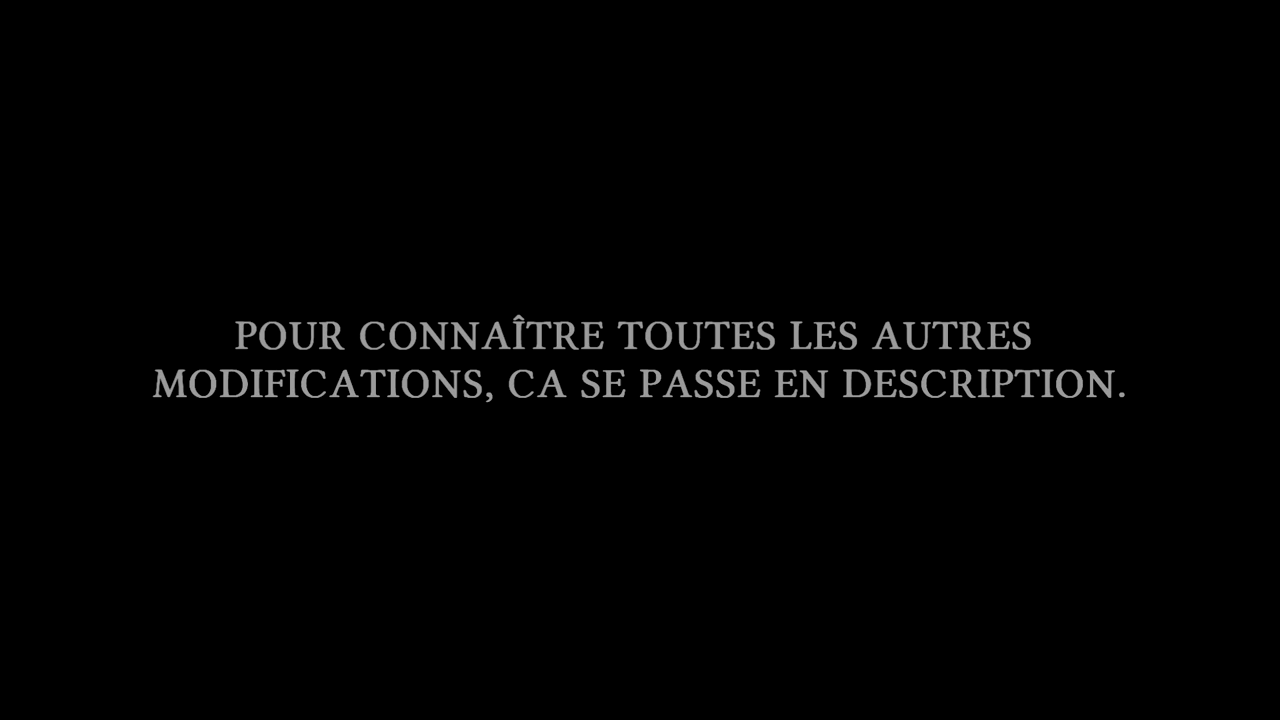 POUR CONNAÎTRE TOUTES LES AUTRES
MODIFICATIONS, CA SE PASSE EN DESCRIPTION.